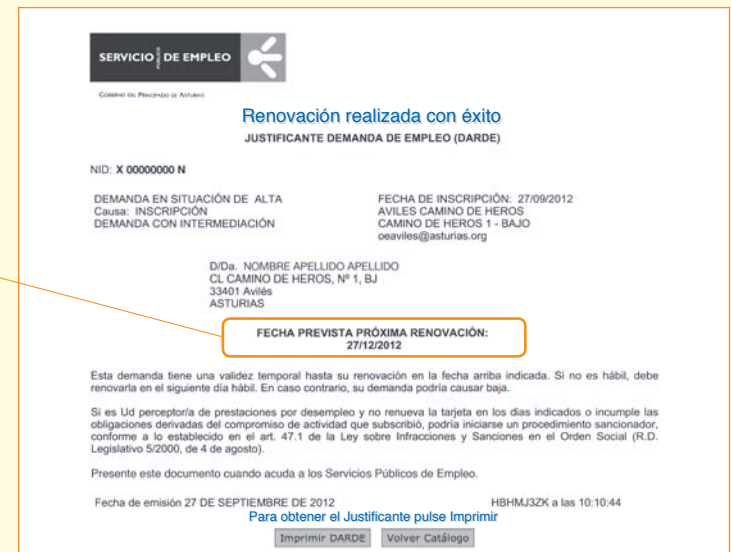 SERVICIO PÚBLICO DE EMPLEO
GOBIERNO DEL PRINCIPADO DE ASTURIAS
Renovación realizada con éxito
JUSTIFICANTE DEMANDA DE EMPLEO (DARDE)
NID: X 00000000 N
DEMANDA EN SITUACIÓN DE ALTA
Causa: INSCRIPCIÓN
DEMANDA CON INTERMEDIACIÓN
FECHA DE INSCRIPCIÓN: 27/09/2012
AVILES CAMINO DE HEROS
CAMINO DE HEROS 1 - BAJO
oeaviles@asturias.org
D/Da. NOMBRE APELLIDO APELLIDO
CL CAMINO DE HEROS, Nº 1, BJ
33401 Avilés
ASTURIAS
FECHA PREVISTA PRÓXIMA RENOVACIÓN:
27/12/2012
Esta demanda tiene una validez temporal hasta su renovación en la fecha arriba indicada. Si no es hábil, debe
renovarla en el siguiente día hábil. En caso contrario, su demanda podría causar baja.
Si es Ud perceptor/a de prestaciones por desempleo y no renueva la tarjeta en los dias indicados o incumple las
obligaciones derivadas del compromiso de actividad que subscribió, podría iniciarse un procedimiento sancionador,
conforme a lo establecido en el art. 47.1 de la Ley sobre Infracciones y Sanciones en el Orden Social (R.D.
Legislativo 5/2000, de 4 de agosto).
Presente este documento cuando acuda a los Servicios Públicos de Empleo.
Fecha de emisión 27 DE SEPTIEMBRE DE 2012
HBHMJ3ZK a las 10:10:44
Para obtener el Justificante pulse Imprimir
Imprimir DARDE
Volver Catálogo